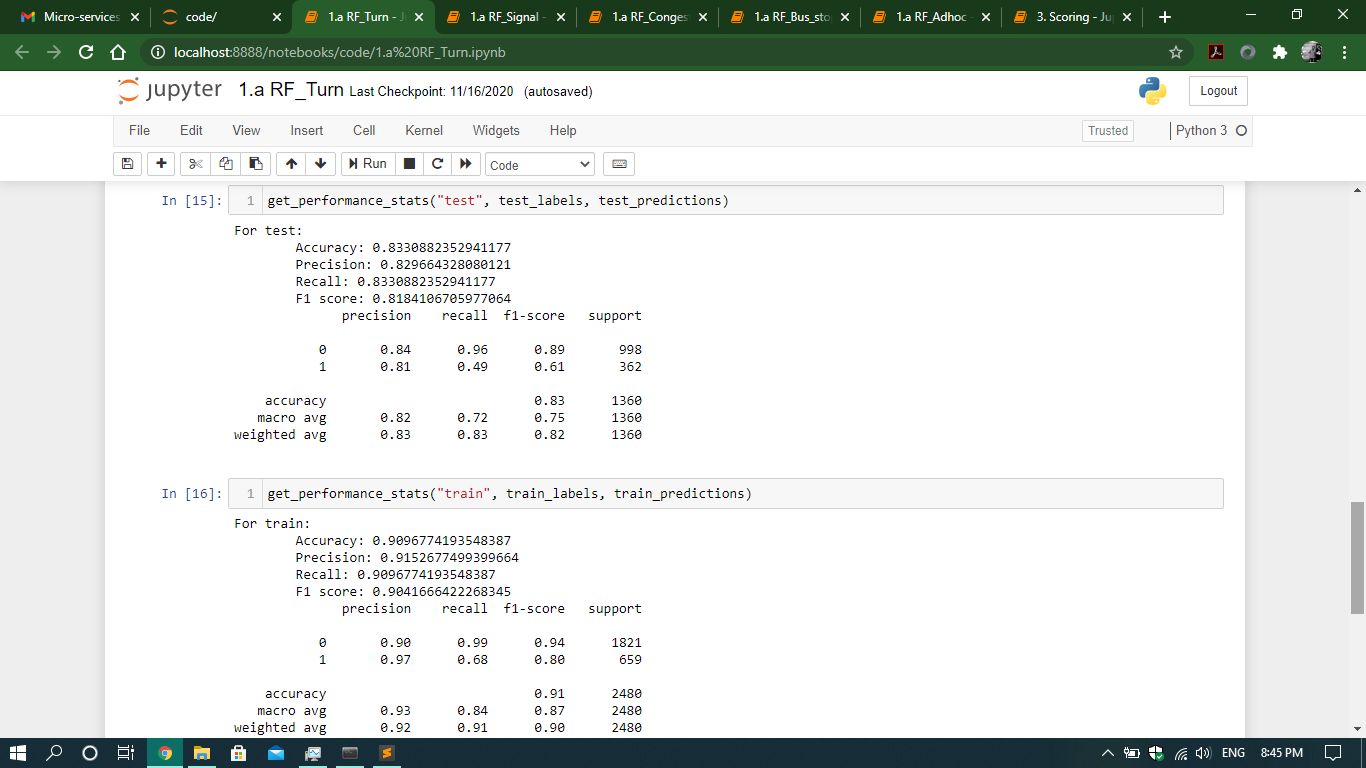 Micro-services
code/
1.a RF_Turn - J
1.a RF_Signal -
1.a RF_Conges
1.a RF_Bus_sto
1.a RF_Adhoc -
3. Scoring - Ju
localhost:8888/notebooks/code/1.a%20RF_Turn.ipynb
jupyter 1.a RF_Turn Last Checkpoint: 11/16/2020 (autosaved)
Logout
File Edit View Insert Cell Kernel Widgets Help
Trusted
Python 3
Run
Code
In [15]: 1 get_performance_stats("test", test_labels, test_predictions)
For test:
Accuracy: 0.8330882352941177
Precision: 0.829664328080121
Recall: 0.8330882352941177
F1 score: 0.8184106705977064
precision recall f1-score support
0 0.84 0.96 0.89 998
1 0.81 0.49 0.61 362
accuracy 0.83 1360
macro avg 0.82 0.72 0.75 1360
weighted avg 0.83 0.83 0.82 1360
In [16]: 1 get_performance_stats("train", train_labels, train_predictions)
For train:
Accuracy: 0.9096774193548387
Precision: 0.9152677499399664
Recall: 0.9096774193548387
F1 score: 0.9041666422268345
precision recall f1-score support
0 0.90 0.99 0.94 1821
1 0.97 0.68 0.80 659
accuracy 0.91 2480
macro avg 0.93 0.84 0.87 2480
weighted avg 0.92 0.91 0.90 2480
ENG 8:45 PM